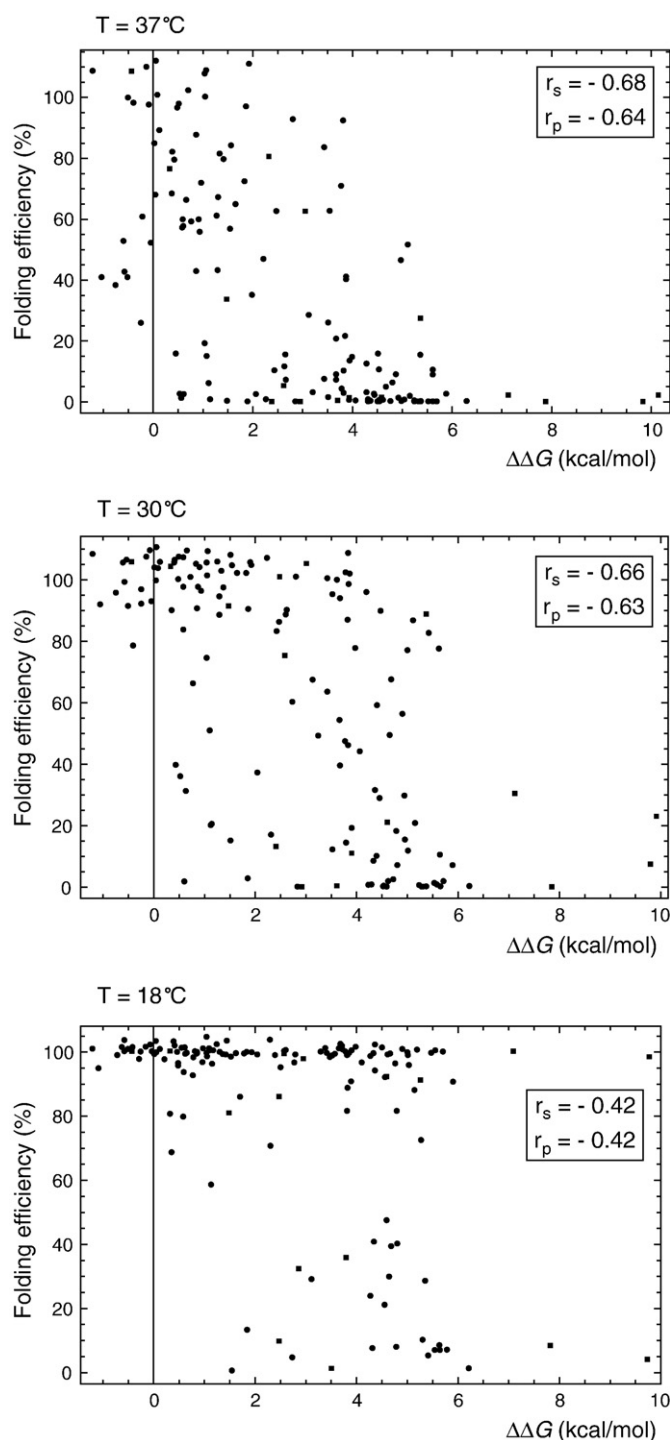 T = 37°C
100
80
60
40
20
0
Folding efficiency (%)
r_s = - 0.68
r_p = - 0.64
0 2 4 6 8 10
ΔΔG (kcal/mol)
T = 30°C
100
80
60
40
20
0
Folding efficiency (%)
r_s = - 0.66
r_p = - 0.63
0 2 4 6 8 10
ΔΔG (kcal/mol)
T = 18°C
100
80
60
40
20
0
Folding efficiency (%)
r_s = - 0.42
r_p = - 0.42
0 2 4 6 8 10
ΔΔG (kcal/mol)